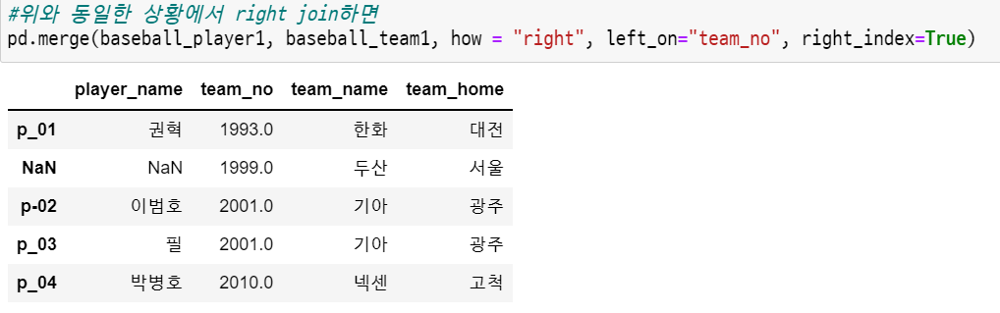 #위와 동일한 상황에서 right join하면
pd.merge(baseball_player1, baseball_team1, how = "right", left_on="team_no", right_index=True)
player_name team_no team_name team_home
p_01 권혁 1993.0 한화 대전
NaN NaN 1999.0 두산 서울
p-02 이범호 2001.0 기아 광주
p_03 필 2001.0 기아 광주
p_04 박병호 2010.0 넥센 고척